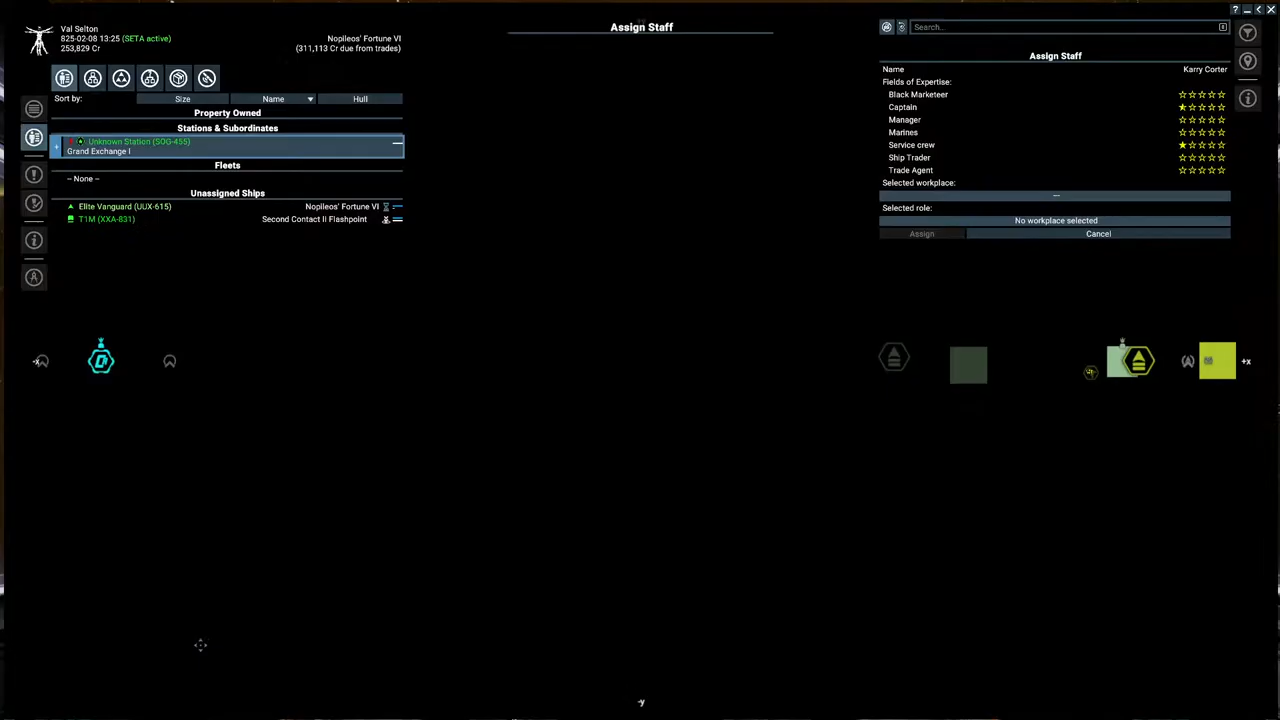 Val Selton
825-02-08 13:25 (SETA active)
253,829 Cr
Nopileos' Fortune VI
(311,113 Cr due from trades)
Assign Staff
Search...
Sort by:
Size
Name
Hull
Property Owned
Stations & Subordinates
Unknown Station (SOG-455)
Grand Exchange I
Fleets
-- None --
Unassigned Ships
Elite Vanguard (UUX-615)
Nopileos' Fortune VI
T1M (XXA-831)
Second Contact II Flashpoint
Assign Staff
Name
Karry Corter
Fields of Expertise:
Black Marketeer
Captain
Manager
Marines
Service crew
Ship Trader
Trade Agent
Selected workplace:
---
Selected role:
No workplace selected
Assign
Cancel
-x
+x
-y